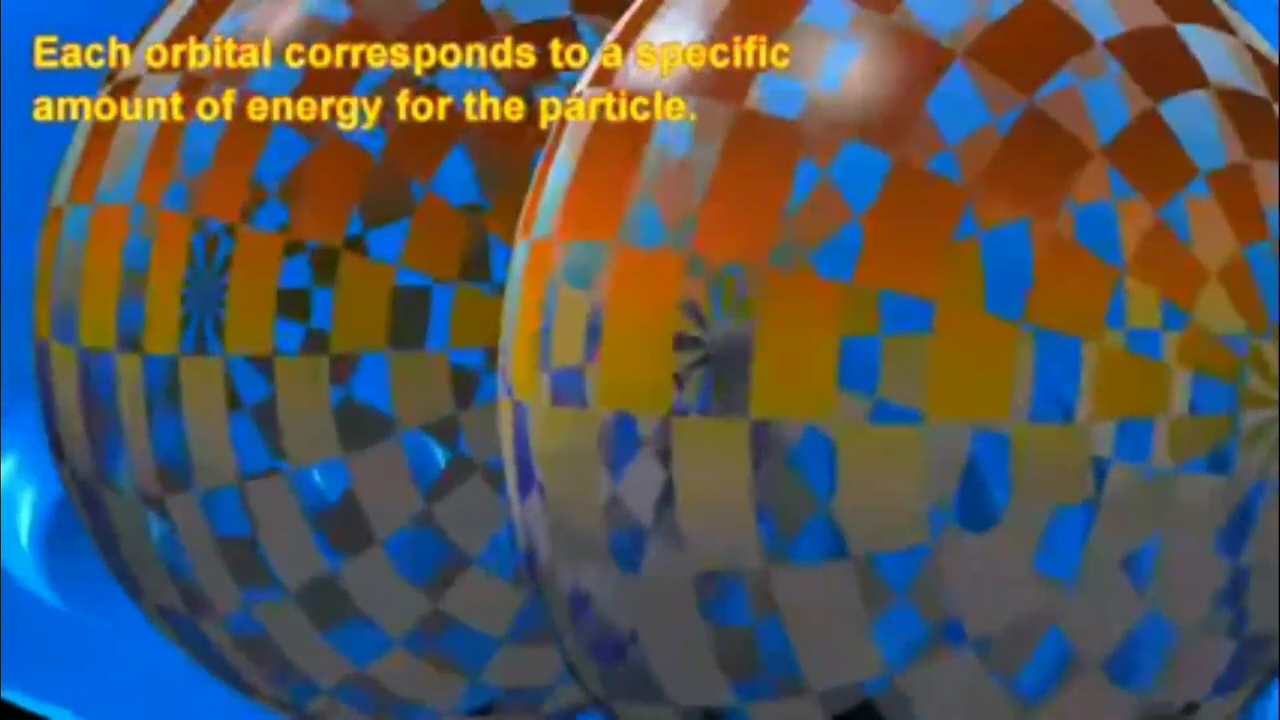 Each orbital corresponds to a specific
amount of energy for the particle.